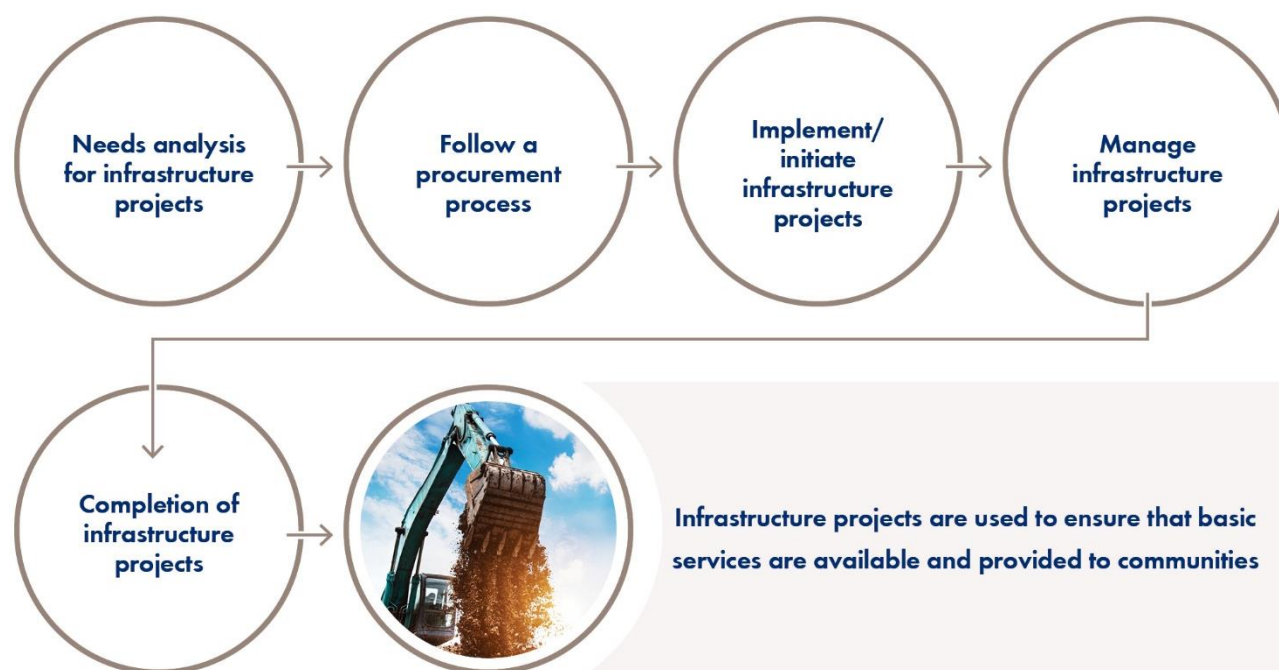 Needs analysis
for infrastructure
projects
Follow a
procurement
process
Implement/
initiate
infrastructure
projects
Manage
infrastructure
projects
Completion of
infrastructure
projects
Infrastructure projects are used to ensure that basic
services are available and provided to communities